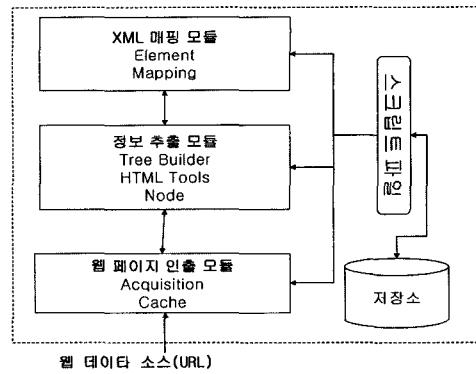 XML 매핑 모듈
Element
Mapping
정보 추출 모듈
Tree Builder
HTML Tools
Node
웹 페이지 인출 모듈
Acquisition
Cache
저장소
웹 데이타 소스(URL)